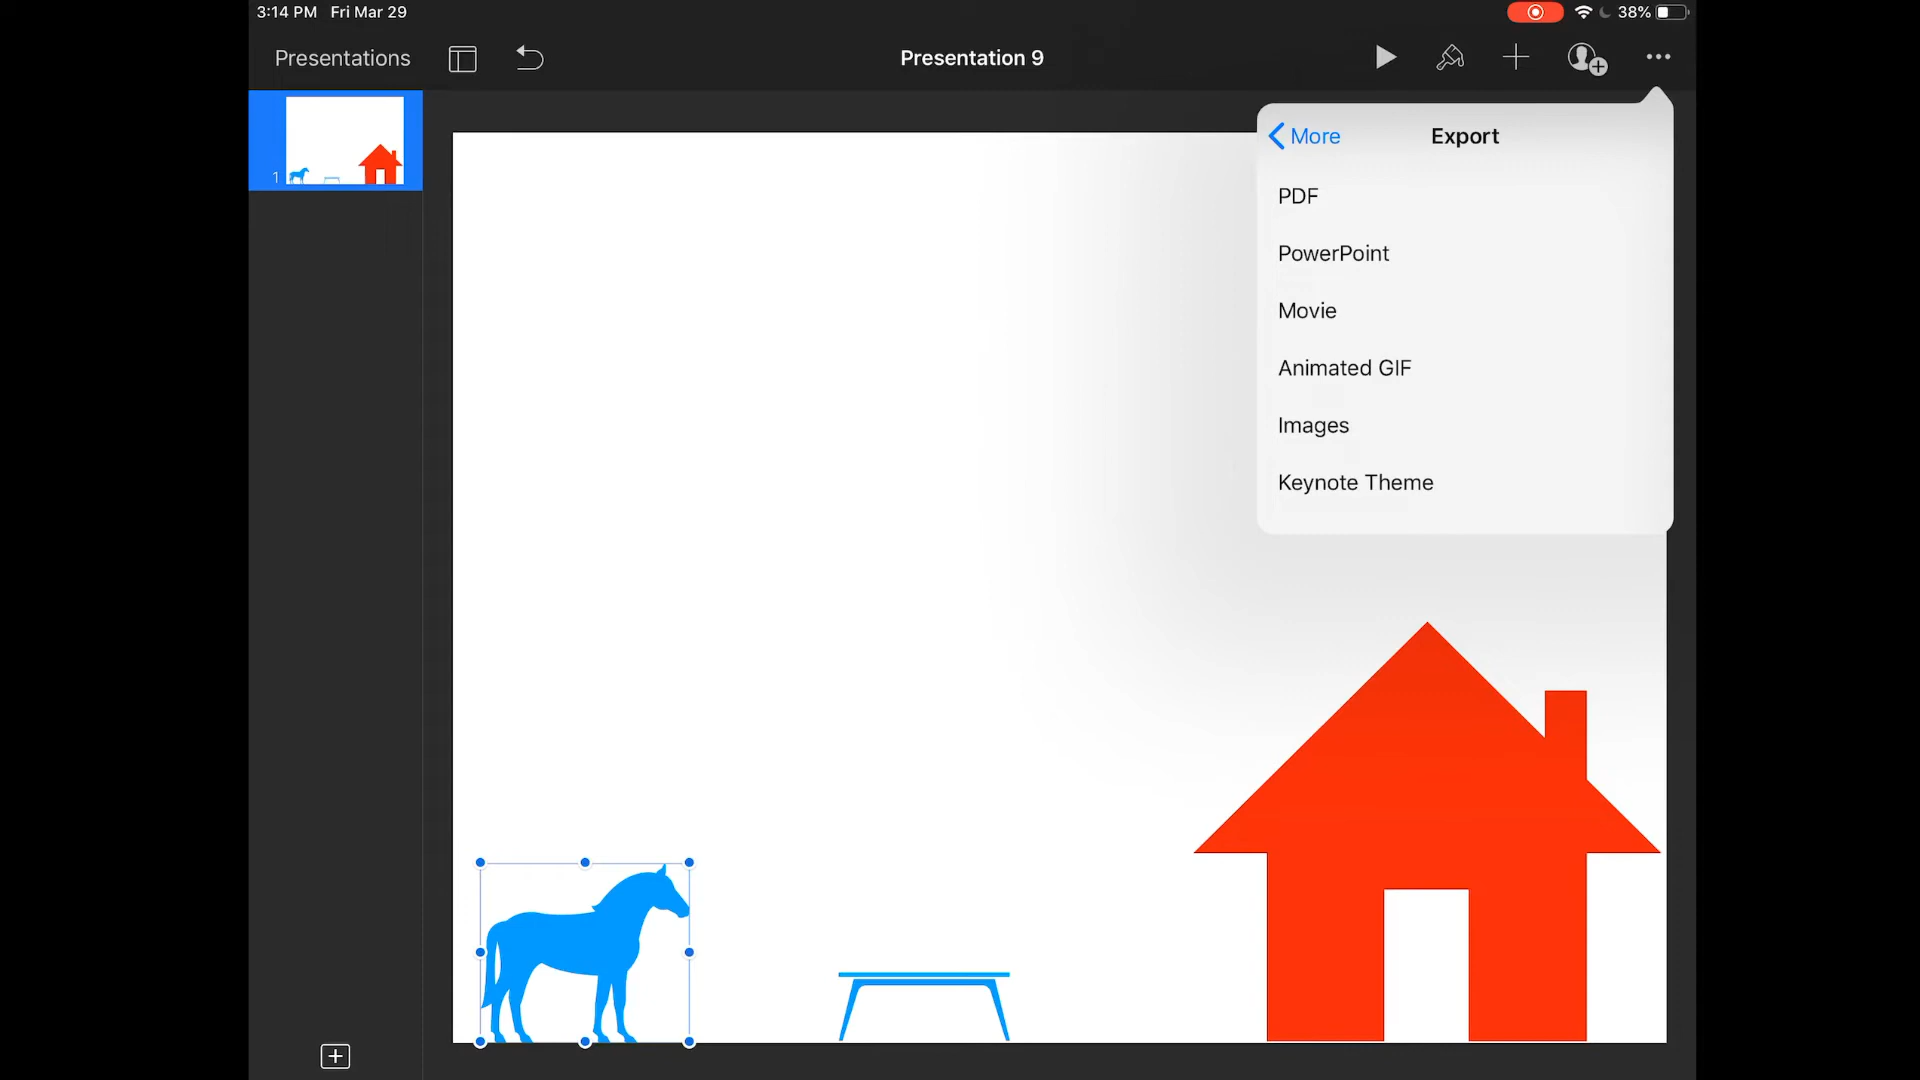 3:14 PM Fri Mar 29
38%
Presentations
Presentation 9
1
More
Export
PDF
PowerPoint
Movie
Animated GIF
Images
Keynote Theme